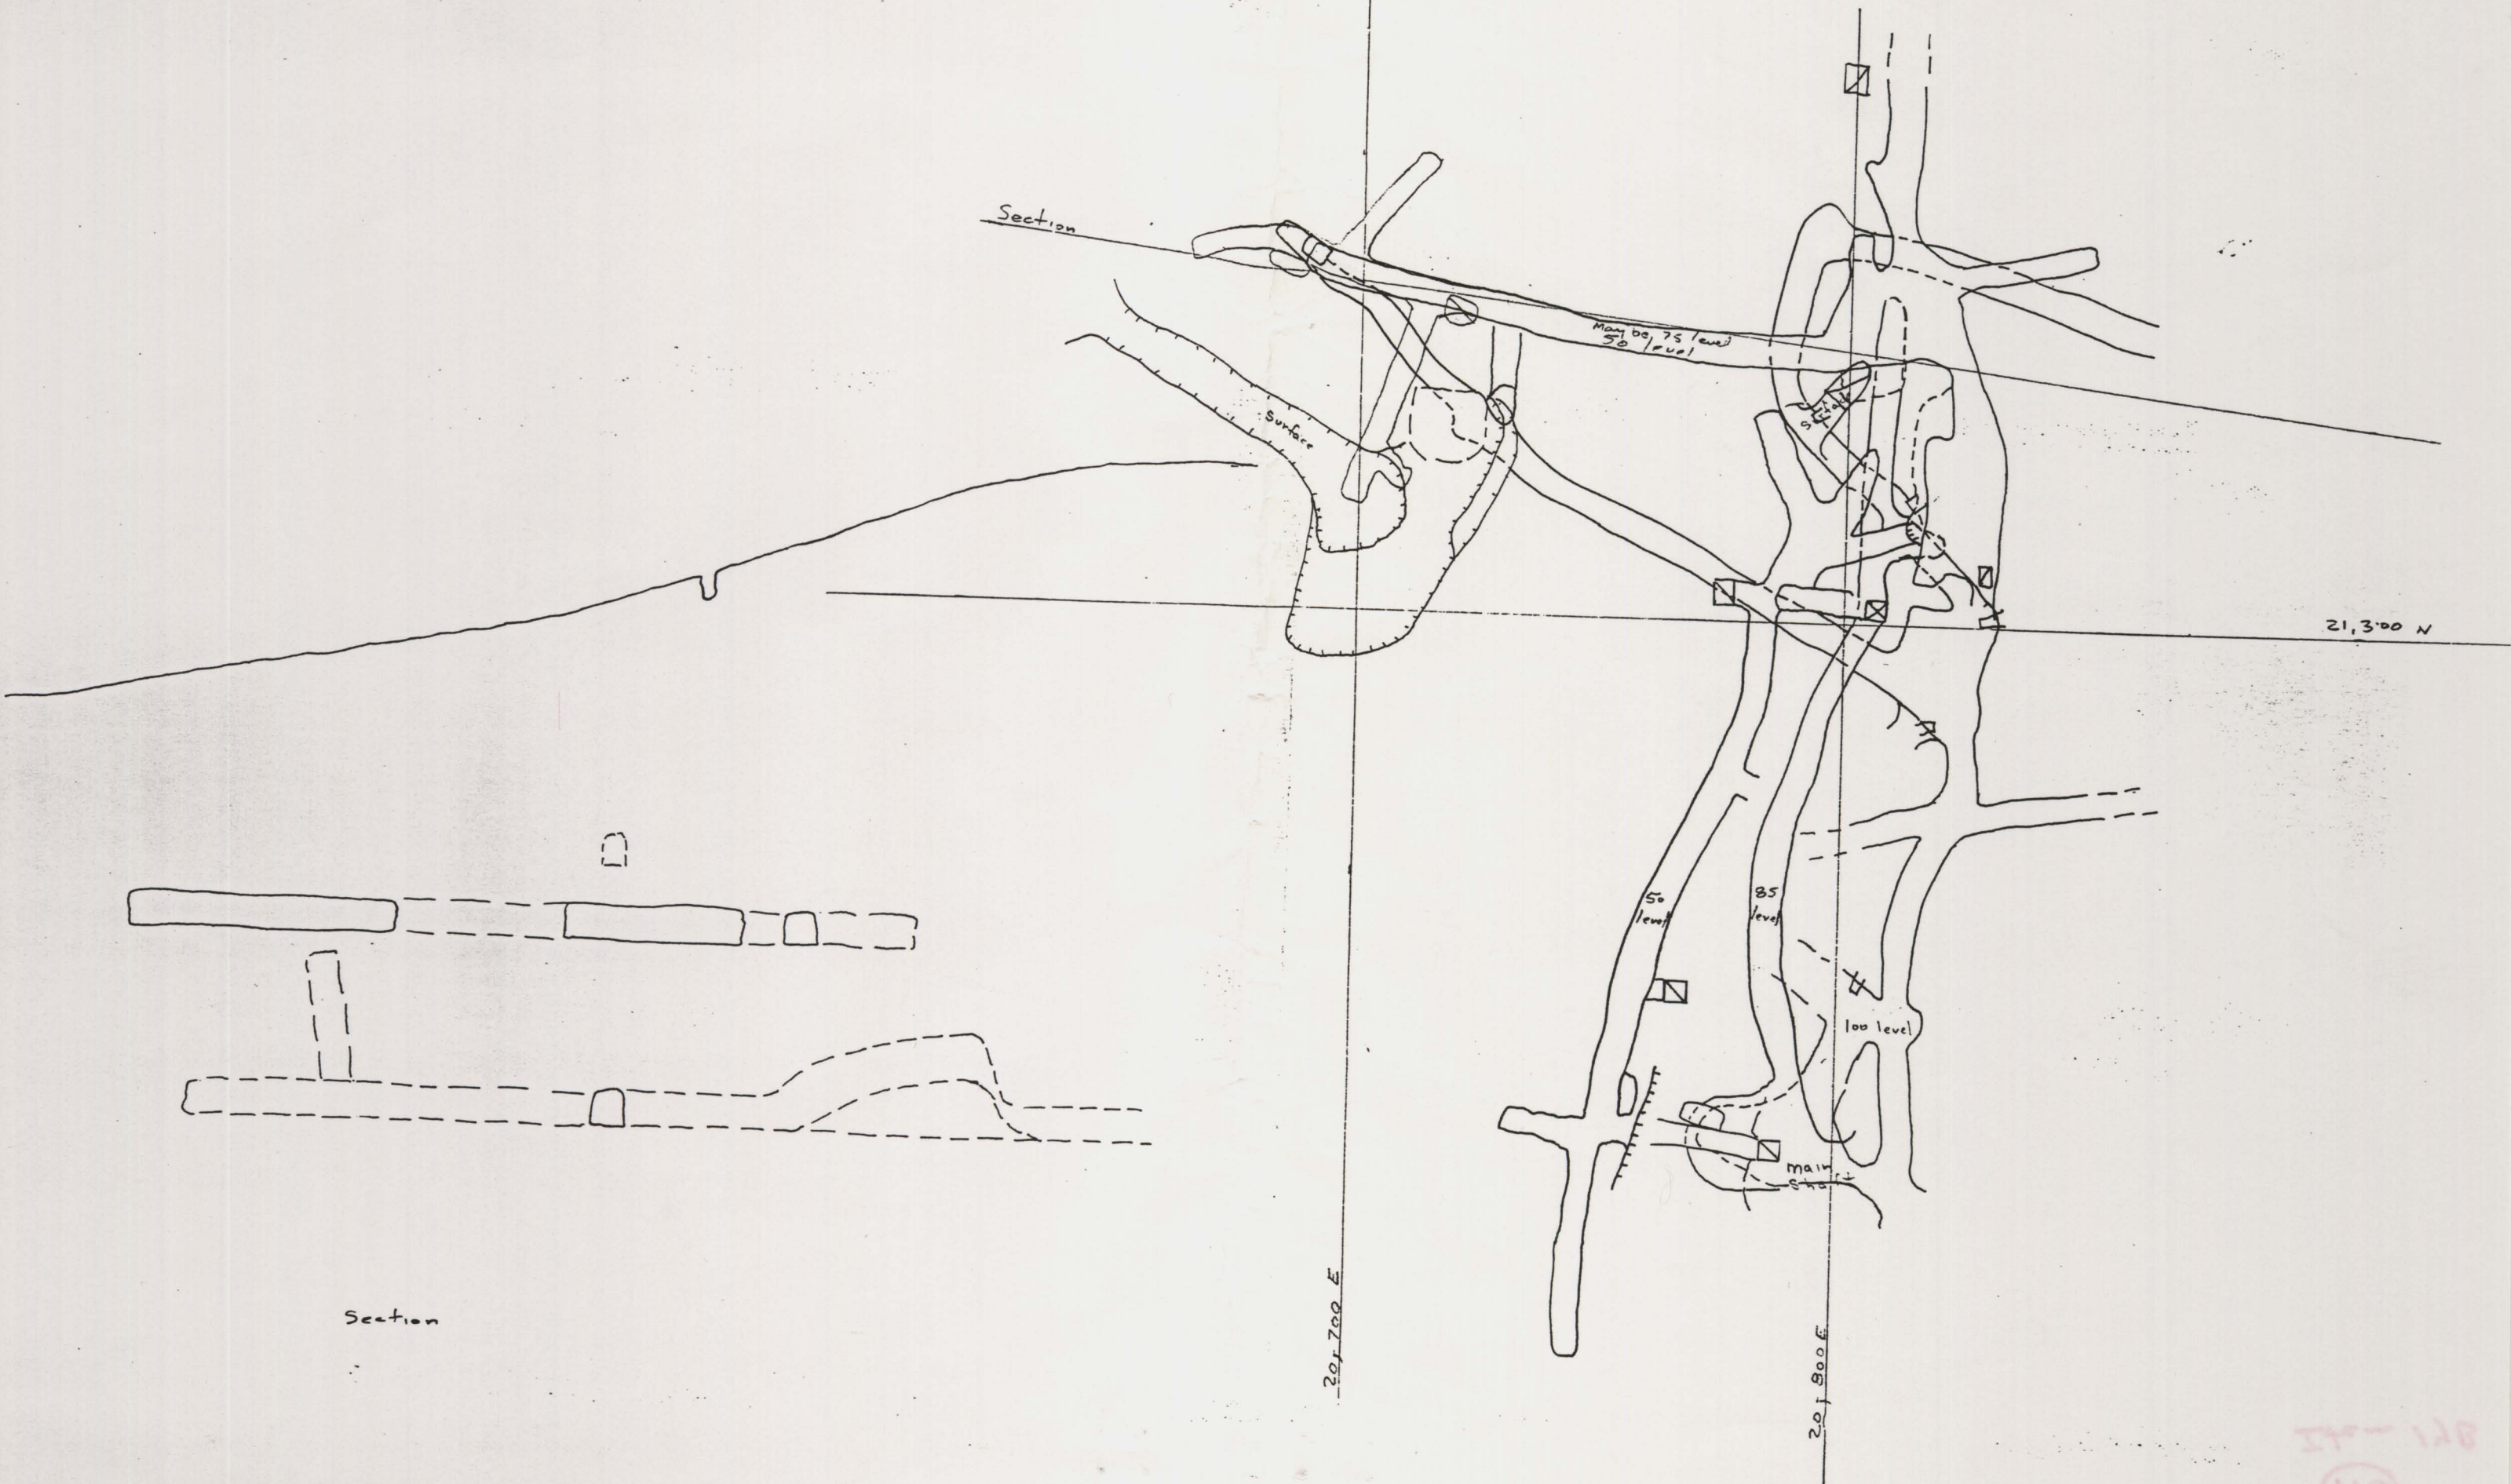 Section
May be 75 level
50 level
Surface
21,300 N
50
level
85
level
100 level
main
Shaft
Section
20,700 E
20,800 E